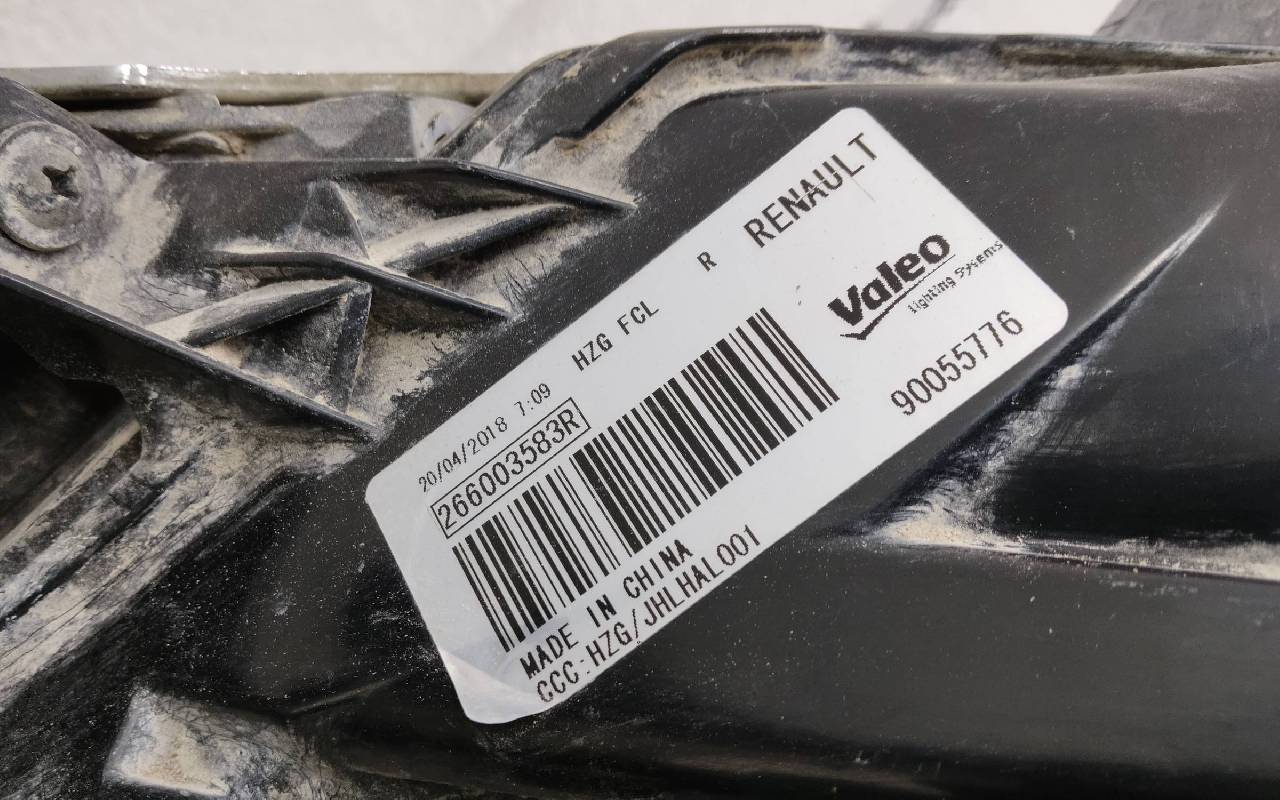 R RENAULT
HZG FCL
20/04/2018 7:09
266003583R
Valeo
lighting Systems
90055776
MADE IN CHINA
CCC:HZG/JHLHAL001